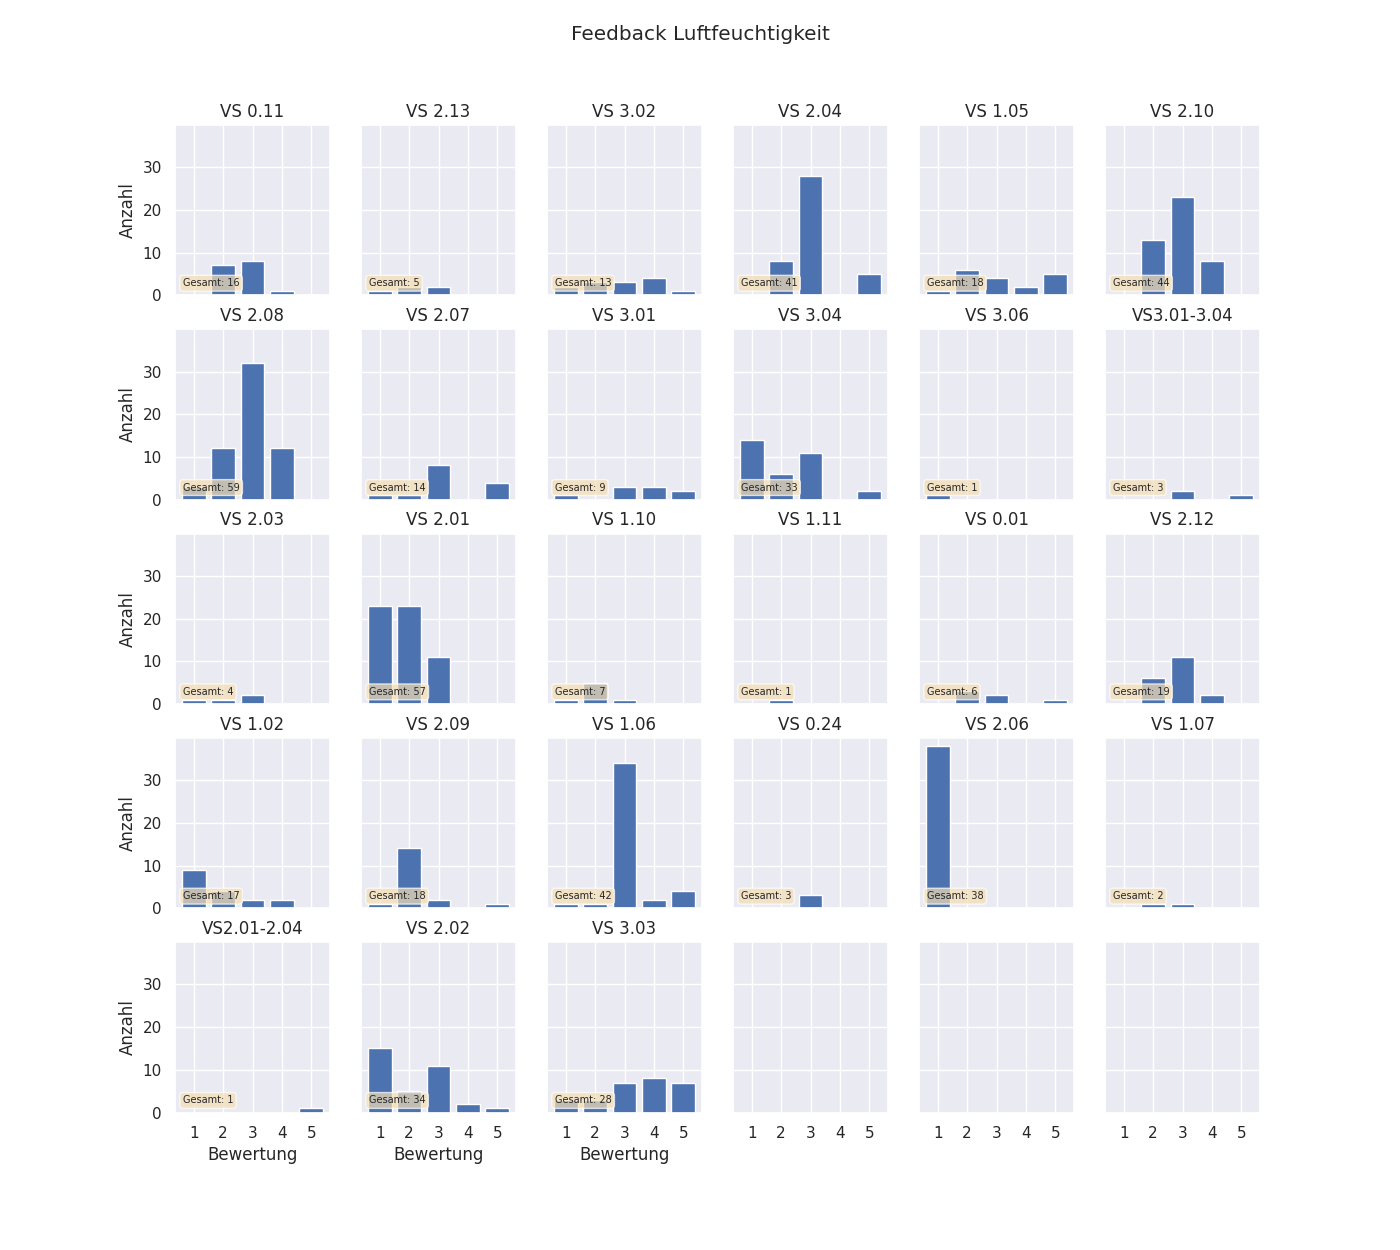 Feedback Luftfeuchtigkeit
VS 0.11 VS 2.13 VS 3.02 VS 2.04 VS 1.05 VS 2.10
Anzahl
30
20
10
0
Gesamt: 16 Gesamt: 5 Gesamt: 13 Gesamt: 41 Gesamt: 18 Gesamt: 44
VS 2.08 VS 2.07 VS 3.01 VS 3.04 VS 3.06 VS3.01-3.04
Anzahl
30
20
10
0
Gesamt: 59 Gesamt: 14 Gesamt: 9 Gesamt: 33 Gesamt: 1 Gesamt: 3
VS 2.03 VS 2.01 VS 1.10 VS 1.11 VS 0.01 VS 2.12
Anzahl
30
20
10
0
Gesamt: 4 Gesamt: 57 Gesamt: 7 Gesamt: 1 Gesamt: 6 Gesamt: 19
VS 1.02 VS 2.09 VS 1.06 VS 0.24 VS 2.06 VS 1.07
Anzahl
30
20
10
0
Gesamt: 17 Gesamt: 18 Gesamt: 42 Gesamt: 3 Gesamt: 38 Gesamt: 2
VS2.01-2.04 VS 2.02 VS 3.03
Anzahl
30
20
10
0
Gesamt: 1 Gesamt: 34 Gesamt: 28
1 2 3 4 5 1 2 3 4 5 1 2 3 4 5 1 2 3 4 5 1 2 3 4 5 1 2 3 4 5
Bewertung Bewertung Bewertung